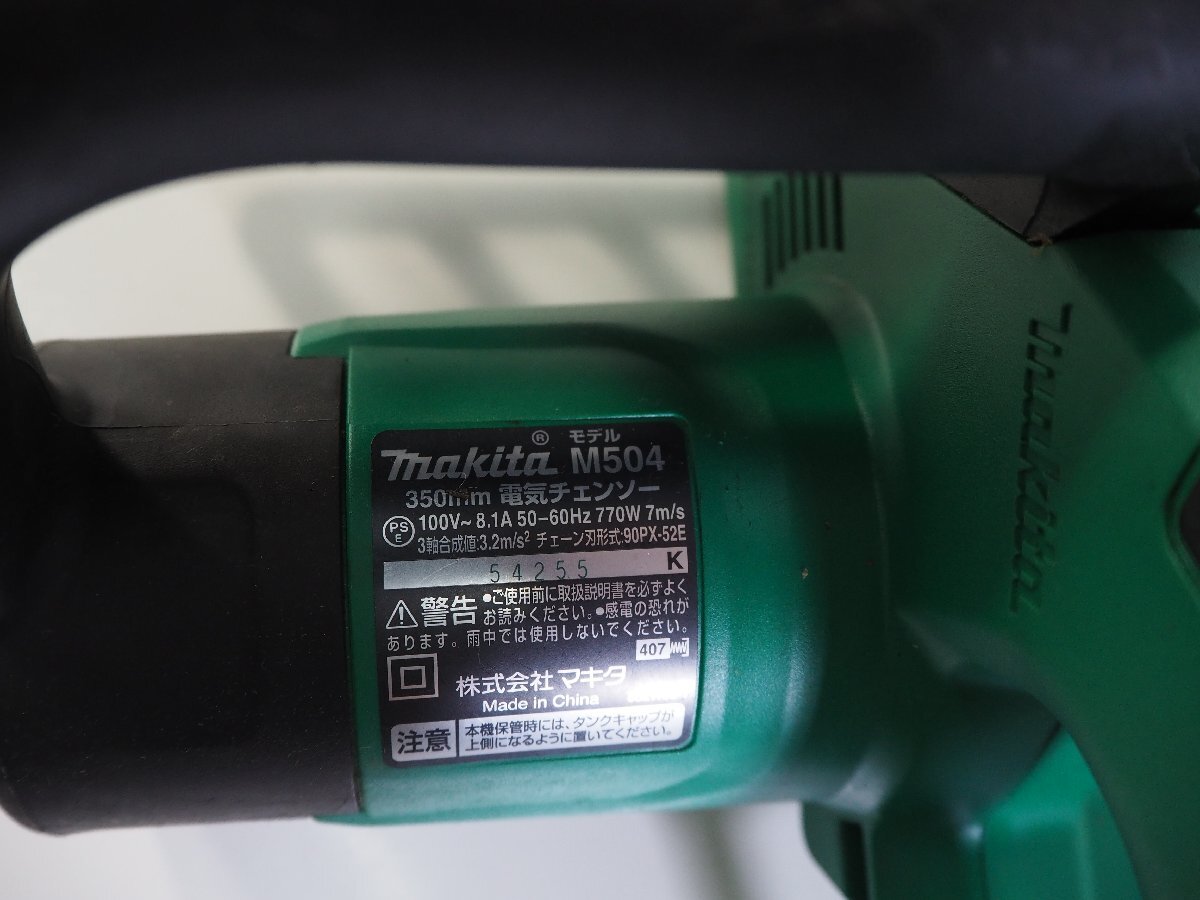 makita® モデル M504
350mm 電気チェンソー
PS E 100V~ 8.1A 50-60Hz 770W 7m/s
3軸合成値:3.2m/s² チェーン刃形式:90PX-52E
54255 K
警告 •ご使用前に取扱説明書を必ずよく
お読みください。•感電の恐れが
あります。雨中では使用しないでください。
407
株式会社 マキタ
Made in China
注意 本機保管時には、タンクキャップが
上側になるように置いてください。
makita